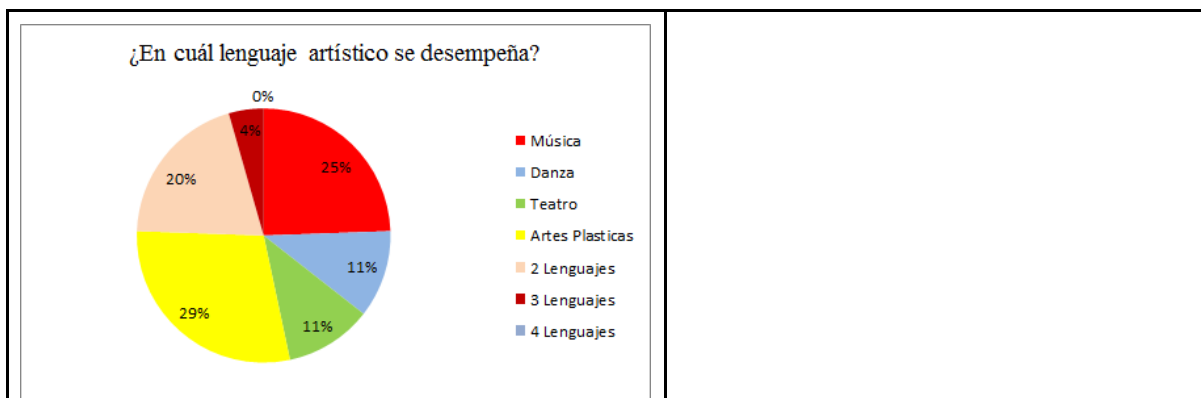 ¿En cuál lenguaje artístico se desempeña?
0%
4%
25%
20%
11%
29%
11%
Música
Danza
Teatro
Artes Plasticas
2 Lenguajes
3 Lenguajes
4 Lenguajes